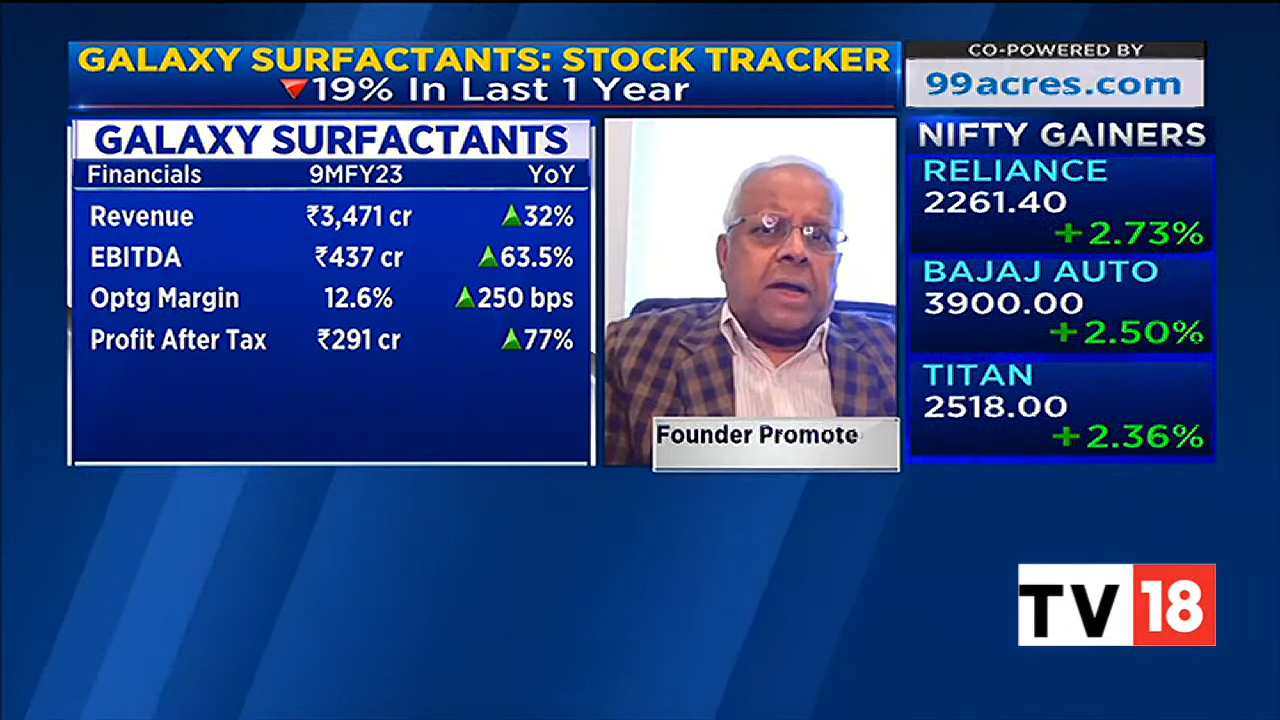 GALAXY SURFACTANTS: STOCK TRACKER
19% In Last 1 Year
CO-POWERED BY
99acres.com
GALAXY SURFACTANTS
Financials 9MFY23 YoY
Revenue ₹3,471 cr 32%
EBITDA ₹437 cr 63.5%
Optg Margin 12.6% 250 bps
Profit After Tax ₹291 cr 77%
Founder Promote
NIFTY GAINERS
RELIANCE
2261.40
+2.73%
BAJAJ AUTO
3900.00
+2.50%
TITAN
2518.00
+2.36%
TV18